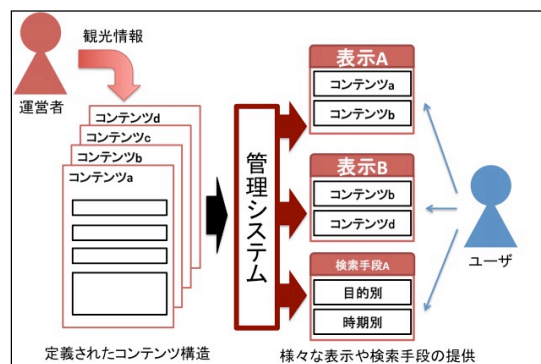 観光情報
運営者
コンテンツd
コンテンツc
コンテンツb
コンテンツa
定義されたコンテンツ構造
管理システム
表示A
コンテンツa
コンテンツb
表示B
コンテンツb
コンテンツd
検索手段A
目的別
時期別
様々な表示や検索手段の提供
ユーザ